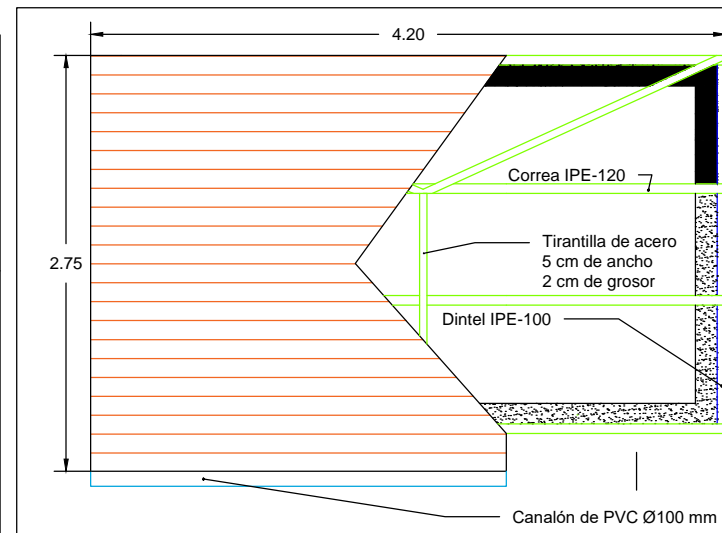 4.20
Correa IPE-120
2.75
Tirantilla de acero
5 cm de ancho
2 cm de grosor
Dintel IPE-100
Canalón de PVC Ø100 mm